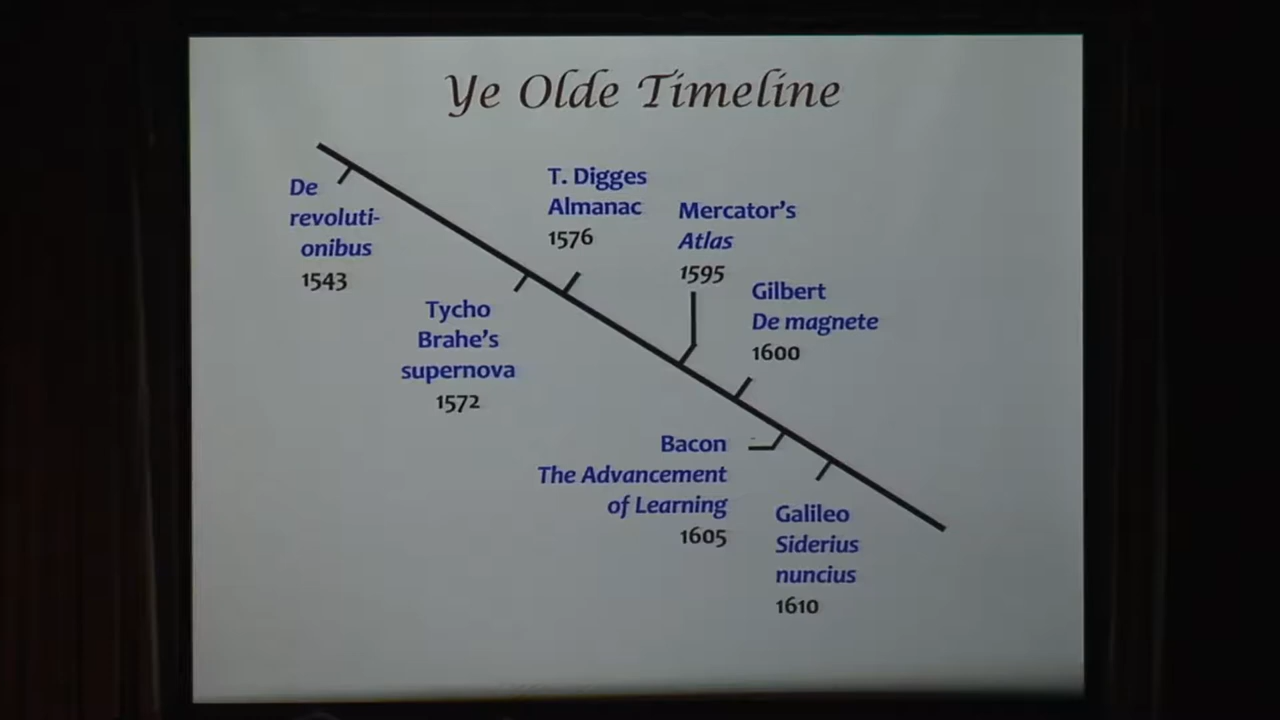 Ye Olde Timeline
De
revoluti-
onibus
1543
Tycho
Brahe's
supernova
1572
T. Digges
Almanac
1576
Mercator's
Atlas
1595
Gilbert
De magnete
1600
Bacon
The Advancement
of Learning
1605
Galileo
Siderius
nuncius
1610